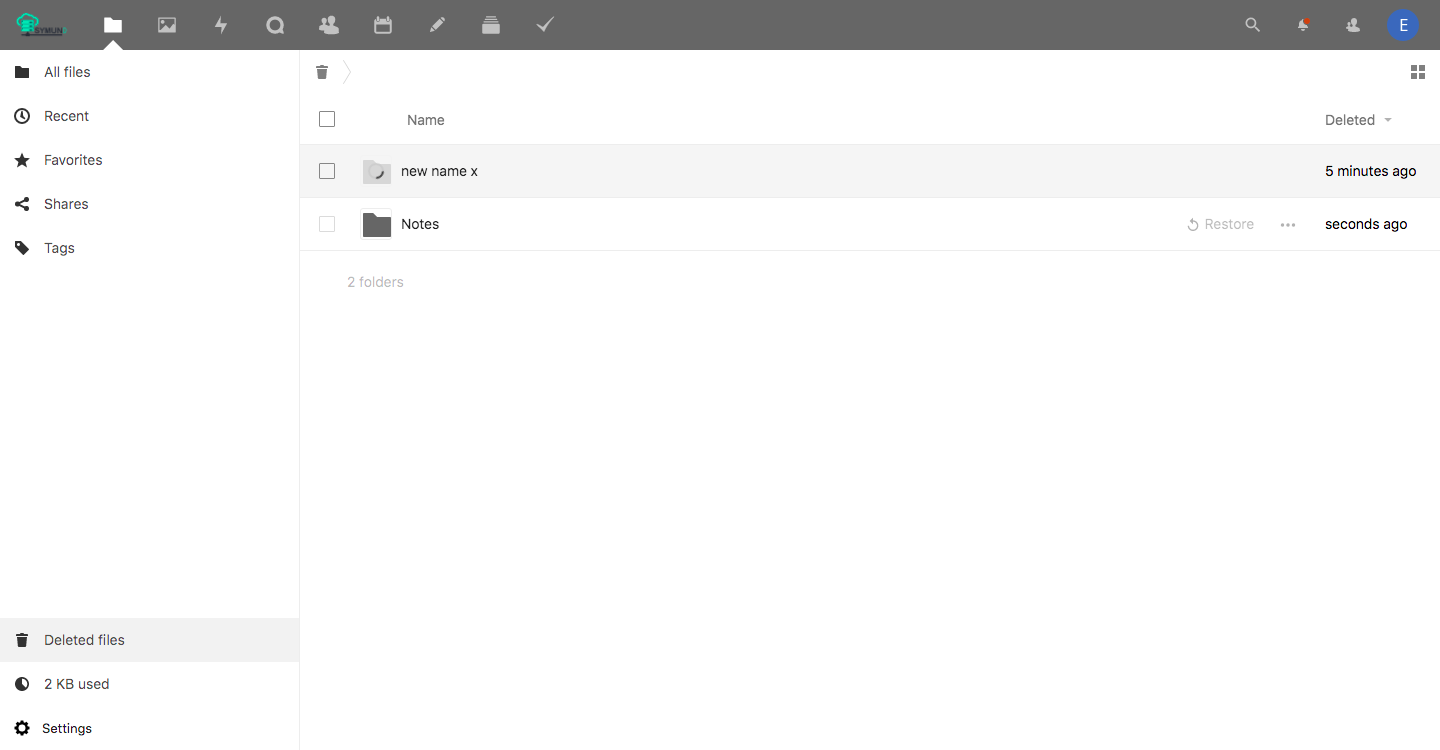 E
All files
Recent
Favorites
Shares
Tags
Deleted files
2 KB used
Settings
Name
Deleted
new name x
5 minutes ago
Notes
Restore
seconds ago
2 folders